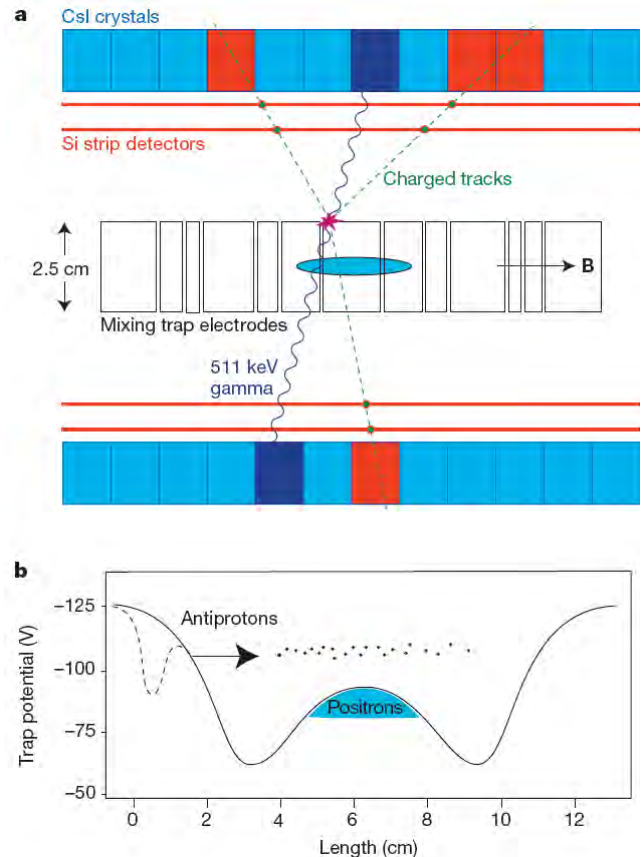 a
CsI crystals
Si strip detectors
Charged tracks
2.5 cm
B
Mixing trap electrodes
511 keV
gamma
b
Trap potential (V)
–125
–100
–75
–50
Antiprotons
Positrons
0 2 4 6 8 10 12
Length (cm)